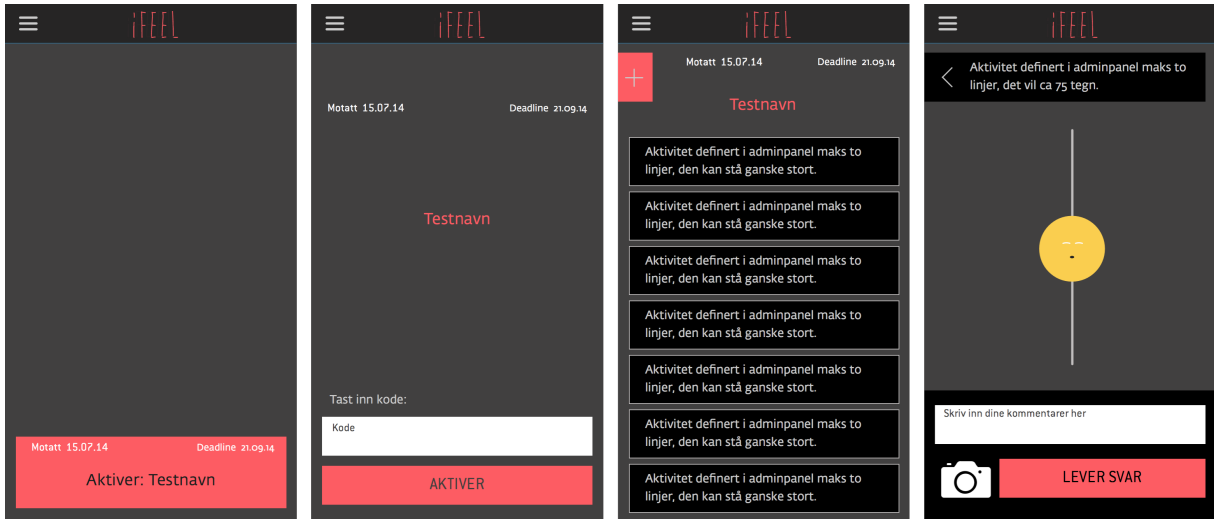 iFEEL
Motatt 15.07.14 Deadline 21.09.14
Aktiver: Testnavn
iFEEL
Motatt 15.07.14 Deadline 21.09.14
Testnavn
Tast inn kode:
Kode
AKTIVER
iFEEL
+
Motatt 15.07.14 Deadline 21.09.14
Testnavn
Aktivitet definert i adminpanel maks to
linjer, den kan stå ganske stort.
Aktivitet definert i adminpanel maks to
linjer, den kan stå ganske stort.
Aktivitet definert i adminpanel maks to
linjer, den kan stå ganske stort.
Aktivitet definert i adminpanel maks to
linjer, den kan stå ganske stort.
Aktivitet definert i adminpanel maks to
linjer, den kan stå ganske stort.
Aktivitet definert i adminpanel maks to
linjer, den kan stå ganske stort.
Aktivitet definert i adminpanel maks to
linjer, den kan stå ganske stort.
iFEEL
Aktivitet definert i adminpanel maks to
linjer, det vil ca 75 tegn.
Skriv inn dine kommentarer her
LEVER SVAR